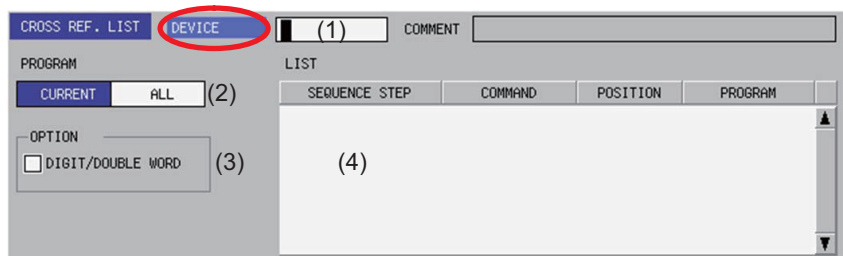 CROSS REF. LIST DEVICE (1) COMMENT
PROGRAM LIST
CURRENT ALL (2) SEQUENCE STEP COMMAND POSITION PROGRAM
OPTION
DIGIT/DOUBLE WORD (3) (4)